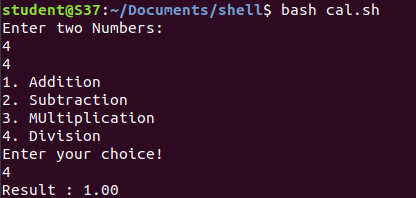 student@S37:~/Documents/shell$ bash cal.sh
Enter two Numbers:
4
4
1. Addition
2. Subtraction
3. MUltiplication
4. Division
Enter your choice!
4
Result : 1.00